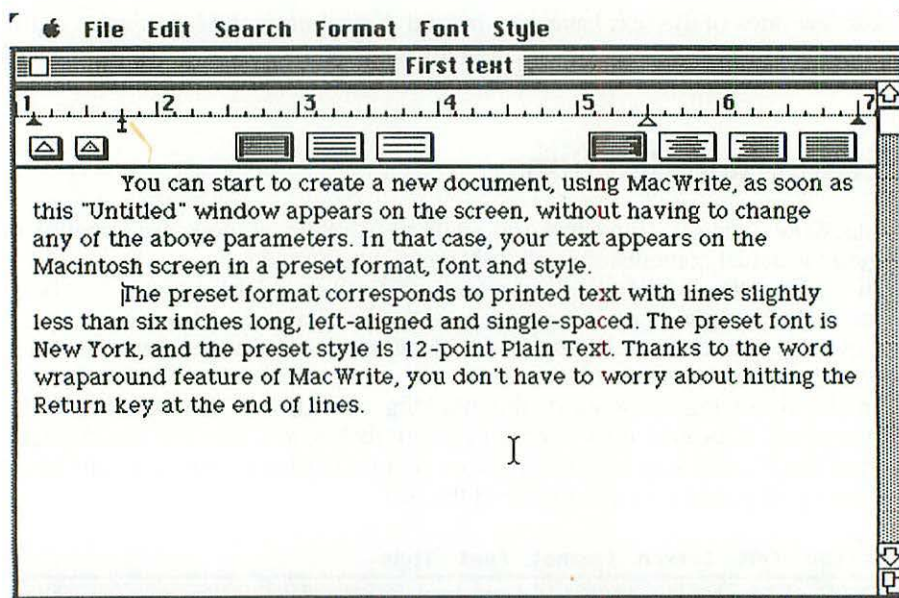 File Edit Search Format Font Style
First text
1 2 3 4 5 6 7
You can start to create a new document, using MacWrite, as soon as
this "Untitled" window appears on the screen, without having to change
any of the above parameters. In that case, your text appears on the
Macintosh screen in a preset format, font and style.
The preset format corresponds to printed text with lines slightly
less than six inches long, left-aligned and single-spaced. The preset font is
New York, and the preset style is 12-point Plain Text. Thanks to the word
wraparound feature of MacWrite, you don't have to worry about hitting the
Return key at the end of lines.